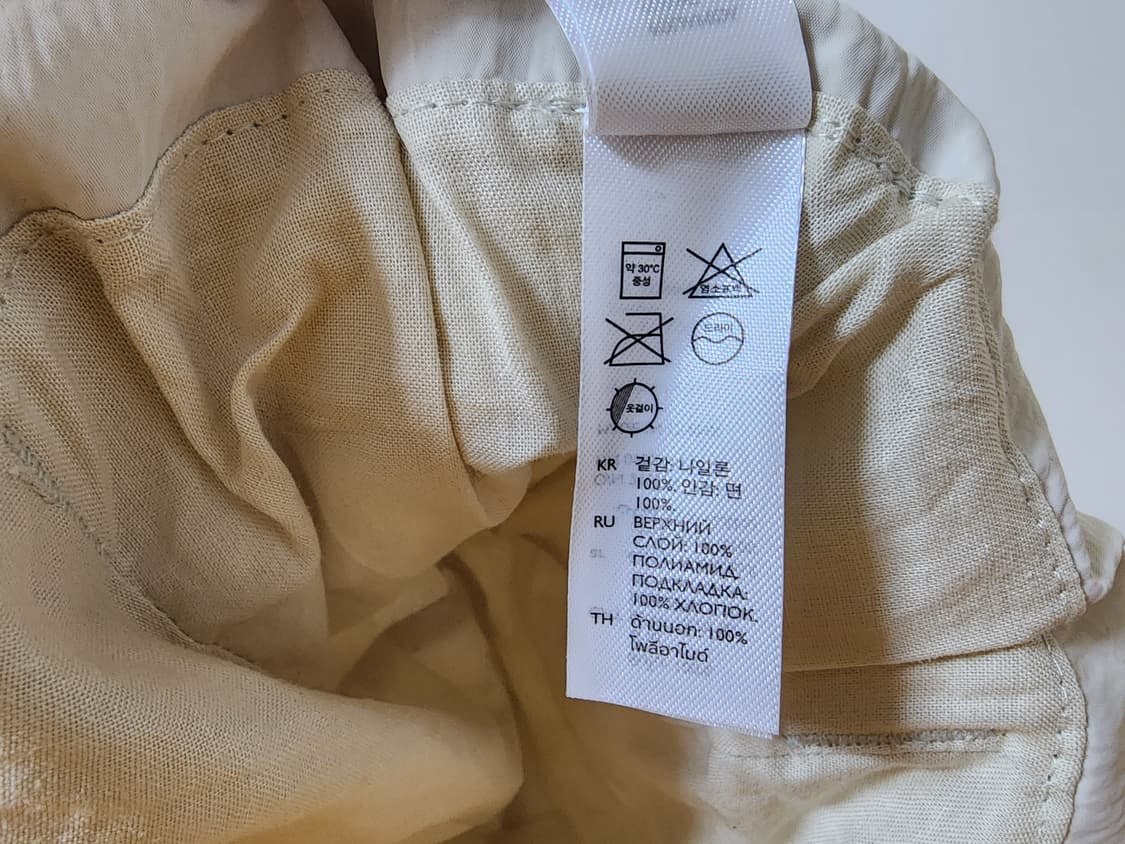 약 30℃
중성
염소표백
드라이
옷걸이
KR 겉감: 나일론
100%. 안감: 면
100%.
RU ВЕРХНИЙ
СЛОЙ: 100%
ПОЛИАМИД.
ПОДКЛАДКА:
100% ХЛОПОК.
TH ด้านนอก: 100%
โพลีอาไมด์